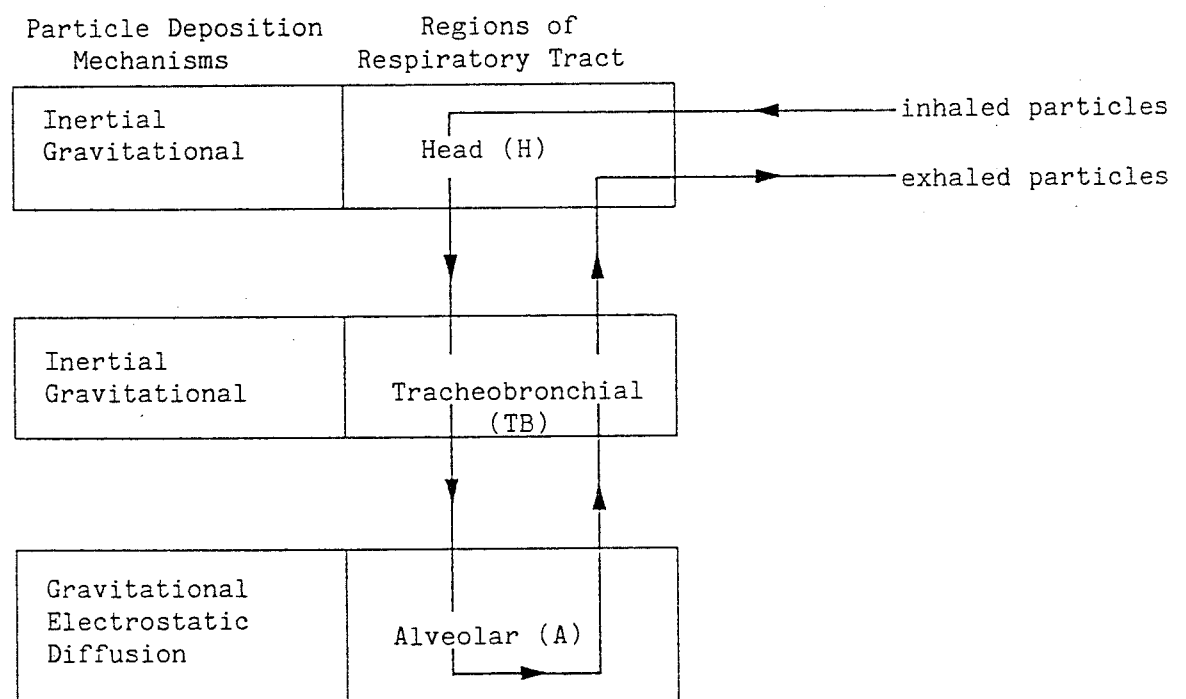 Particle Deposition
Mechanisms
Regions of
Respiratory Tract
Inertial
Gravitational
Head (H)
inhaled particles
exhaled particles
Inertial
Gravitational
Tracheobronchial
(TB)
Gravitational
Electrostatic
Diffusion
Alveolar (A)